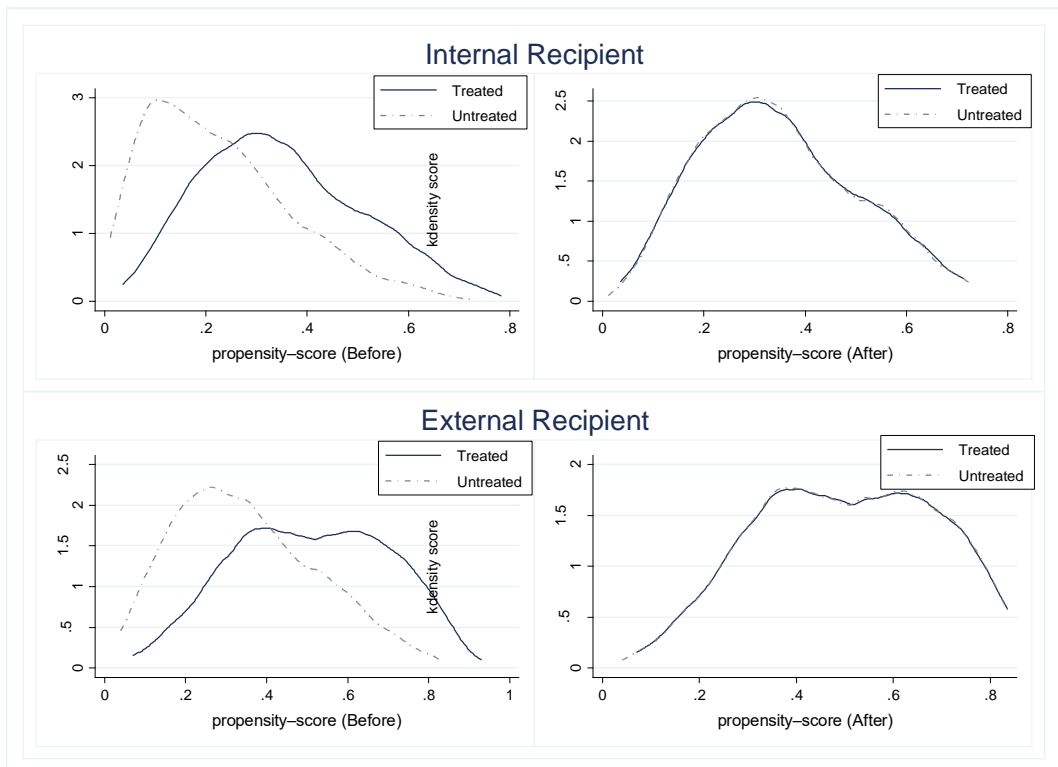 Internal Recipient
Treated
Untreated
3
2
1
0
0 .2 .4 .6 .8
propensity–score (Before)
kdensity score
Treated
Untreated
2.5
2
1.5
1
.5
0
0 .2 .4 .6 .8
propensity–score (After)
External Recipient
Treated
Untreated
2.5
2
1.5
1
.5
0
0 .2 .4 .6 .8 1
propensity–score (Before)
kdensity score
Treated
Untreated
2
1.5
1
.5
0
0 .2 .4 .6 .8
propensity–score (After)